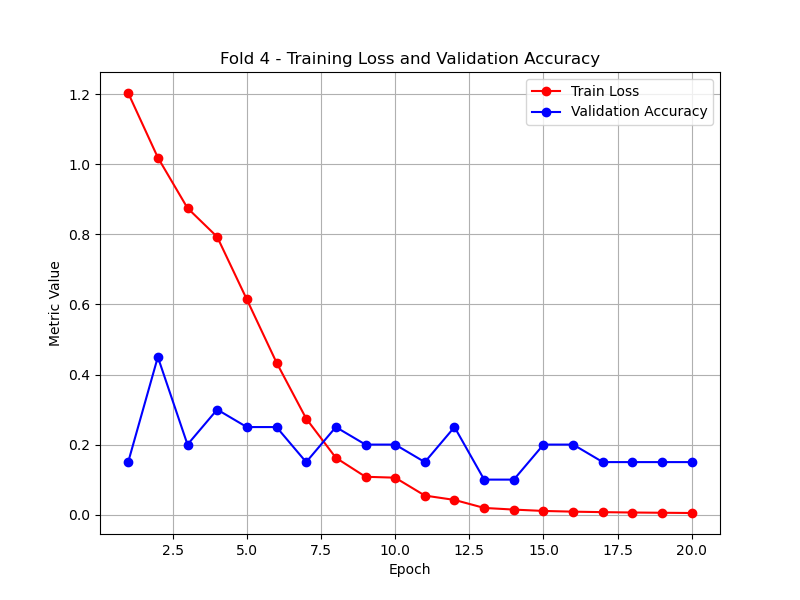 Fold 4 - Training Loss and Validation Accuracy
Train Loss
Validation Accuracy
1.2
1.0
0.8
0.6
0.4
0.2
0.0
Metric Value
2.5 5.0 7.5 10.0 12.5 15.0 17.5 20.0
Epoch